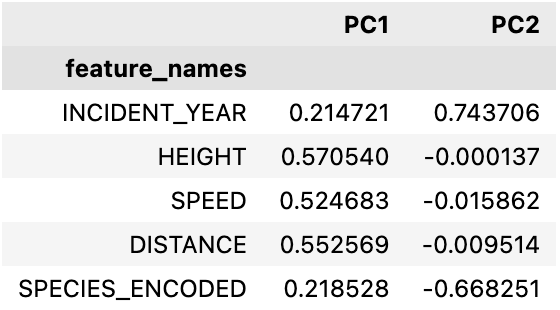 PC1 PC2
feature_names
INCIDENT_YEAR 0.214721 0.743706
HEIGHT 0.570540 -0.000137
SPEED 0.524683 -0.015862
DISTANCE 0.552569 -0.009514
SPECIES_ENCODED 0.218528 -0.668251